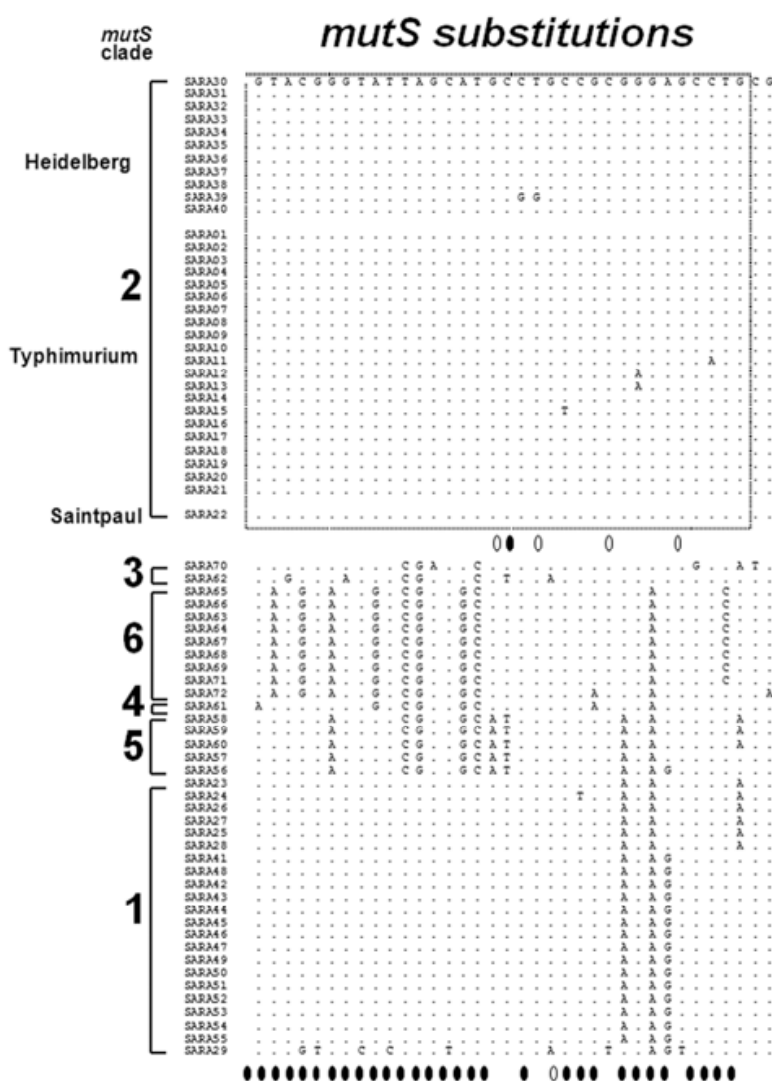 mutS
clade
mutS substitutions
SARA30 G T A C G G G T A T T A G C A T G C C T G C C G C G G G A G C C T G C G
SARA31 . . . . . . . . . . . . . . . . . . . . . . . . . . . . . . . . . . . .
SARA32 . . . . . . . . . . . . . . . . . . . . . . . . . . . . . . . . . . . .
SARA33 . . . . . . . . . . . . . . . . . . . . . . . . . . . . . . . . . . . .
SARA34 . . . . . . . . . . . . . . . . . . . . . . . . . . . . . . . . . . . .
SARA35 . . . . . . . . . . . . . . . . . . . . . . . . . . . . . . . . . . . .
Heidelberg
SARA36 . . . . . . . . . . . . . . . . . . . . . . . . . . . . . . . . . . . .
SARA37 . . . . . . . . . . . . . . . . . . . . . . . . . . . . . . . . . . . .
SARA38 . . . . . . . . . . . . . . . . . . . . . . . . . . . . . . . . . . . .
SARA39 . . . . . . . . . . . . . . . . . . G G . . . . . . . . . . . . . . . .
SARA40 . . . . . . . . . . . . . . . . . . . . . . . . . . . . . . . . . . . .
SARA01 . . . . . . . . . . . . . . . . . . . . . . . . . . . . . . . . . . . .
SARA02 . . . . . . . . . . . . . . . . . . . . . . . . . . . . . . . . . . . .
SARA03 . . . . . . . . . . . . . . . . . . . . . . . . . . . . . . . . . . . .
SARA04 . . . . . . . . . . . . . . . . . . . . . . . . . . . . . . . . . . . .
2
SARA05 . . . . . . . . . . . . . . . . . . . . . . . . . . . . . . . . . . . .
SARA06 . . . . . . . . . . . . . . . . . . . . . . . . . . . . . . . . . . . .
SARA07 . . . . . . . . . . . . . . . . . . . . . . . . . . . . . . . . . . . .
SARA08 . . . . . . . . . . . . . . . . . . . . . . . . . . . . . . . . . . . .
SARA09 . . . . . . . . . . . . . . . . . . . . . . . . . . . . . . . . . . . .
SARA10 . . . . . . . . . . . . . . . . . . . . . . . . . . . . . . . . . . . .
Typhimurium
SARA11 . . . . . . . . . . . . . . . . . . . . . . . . . . . . . . . A . . . .
SARA12 . . . . . . . . . . . . . . . . . . . . . . . . . . A . . . . . . . . .
SARA13 . . . . . . . . . . . . . . . . . . . . . . . . . . A . . . . . . . . .
SARA14 . . . . . . . . . . . . . . . . . . . . . . . . . . . . . . . . . . . .
SARA15 . . . . . . . . . . . . . . . . . . . . . T . . . . . . . . . . . . . .
SARA16 . . . . . . . . . . . . . . . . . . . . . . . . . . . . . . . . . . . .
SARA17 . . . . . . . . . . . . . . . . . . . . . . . . . . . . . . . . . . . .
SARA18 . . . . . . . . . . . . . . . . . . . . . . . . . . . . . . . . . . . .
SARA19 . . . . . . . . . . . . . . . . . . . . . . . . . . . . . . . . . . . .
SARA20 . . . . . . . . . . . . . . . . . . . . . . . . . . . . . . . . . . . .
SARA21 . . . . . . . . . . . . . . . . . . . . . . . . . . . . . . . . . . . .
Saintpaul
SARA22 . . . . . . . . . . . . . . . . . . . . . . . . . . . . . . . . . . . .
3
SARA70 . . . . . . . . . . C G A . . C . . . . . . . . . . . . . . G . . A T .
SARA62 . . G . . . A . . . C G . . . C . T . . A . . . . . . . . . . . . . . .
6
SARA65 . A . G . A . . G . C G . . G C . . . . . . . . . . . A . . . . C . . .
SARA66 . A . G . A . . G . C G . . G C . . . . . . . . . . . A . . . . C . . .
SARA63 . A . G . A . . G . C G . . G C . . . . . . . . . . . A . . . . C . . .
SARA64 . A . G . A . . G . C G . . G C . . . . . . . . . . . A . . . . C . . .
SARA67 . A . G . A . . G . C G . . G C . . . . . . . . . . . A . . . . C . . .
SARA68 . A . G . A . . G . C G . . G C . . . . . . . . . . . A . . . . C . . .
SARA69 . A . G . A . . G . C G . . G C . . . . . . . . . . . A . . . . C . . .
SARA71 . A . G . A . . G . C G . . G C . . . . . . . . . . . A . . . . C . . .
SARA72 . A . G . A . . G . C G . . G C . . . . . . . A . . . A . . . . . . . A
4
SARA61 A . . . . . . . G . C G . . G C . . . . . . . A . . . A . . . . . . . .
5
SARA58 . . . . . A . . . . C G . . G C A T . . . . . . . A . A . . . . . A . .
SARA59 . . . . . A . . . . C G . . G C A T . . . . . . . A . A . . . . . A . .
SARA60 . . . . . A . . . . C G . . G C A T . . . . . . . A . A . . . . . A . .
SARA57 . . . . . A . . . . C G . . G C A T . . . . . . . A . A . . . . . . . .
SARA56 . . . . . A . . . . C G . . G C A T . . . . . . . A . A G . . . . . . .
1
SARA23 . . . . . . . . . . . . . . . . . . . . . . . . . A . A . . . . . A . .
SARA24 . . . . . . . . . . . . . . . . . . . . . . T . . A . A . . . . . A . .
SARA26 . . . . . . . . . . . . . . . . . . . . . . . . . A . A . . . . . A . .
SARA27 . . . . . . . . . . . . . . . . . . . . . . . . . A . A . . . . . A . .
SARA25 . . . . . . . . . . . . . . . . . . . . . . . . . A . A . . . . . A . .
SARA28 . . . . . . . . . . . . . . . . . . . . . . . . . A . A . . . . . A . .
SARA41 . . . . . . . . . . . . . . . . . . . . . . . . . A . A G . . . . . . .
SARA48 . . . . . . . . . . . . . . . . . . . . . . . . . A . A G . . . . . . .
SARA42 . . . . . . . . . . . . . . . . . . . . . . . . . A . A G . . . . . . .
SARA43 . . . . . . . . . . . . . . . . . . . . . . . . . A . A G . . . . . . .
SARA44 . . . . . . . . . . . . . . . . . . . . . . . . . A . A G . . . . . . .
SARA45 . . . . . . . . . . . . . . . . . . . . . . . . . A . A G . . . . . . .
SARA46 . . . . . . . . . . . . . . . . . . . . . . . . . A . A G . . . . . . .
SARA47 . . . . . . . . . . . . . . . . . . . . . . . . . A . A G . . . . . . .
SARA49 . . . . . . . . . . . . . . . . . . . . . . . . . A . A G . . . . . . .
SARA50 . . . . . . . . . . . . . . . . . . . . . . . . . A . A G . . . . . . .
SARA51 . . . . . . . . . . . . . . . . . . . . . . . . . A . A G . . . . . . .
SARA52 . . . . . . . . . . . . . . . . . . . . . . . . . A . A G . . . . . . .
SARA53 . . . . . . . . . . . . . . . . . . . . . . . . . A . A G . . . . . . .
SARA54 . . . . . . . . . . . . . . . . . . . . . . . . . A . A G . . . . . . .
SARA55 . . . . . . . . . . . . . . . . . . . . . . . . . A . A G . . . . . . .
SARA29 . . . G T . . C . C . . . T . . . . . . A . . . T . . A G T . . . . . .